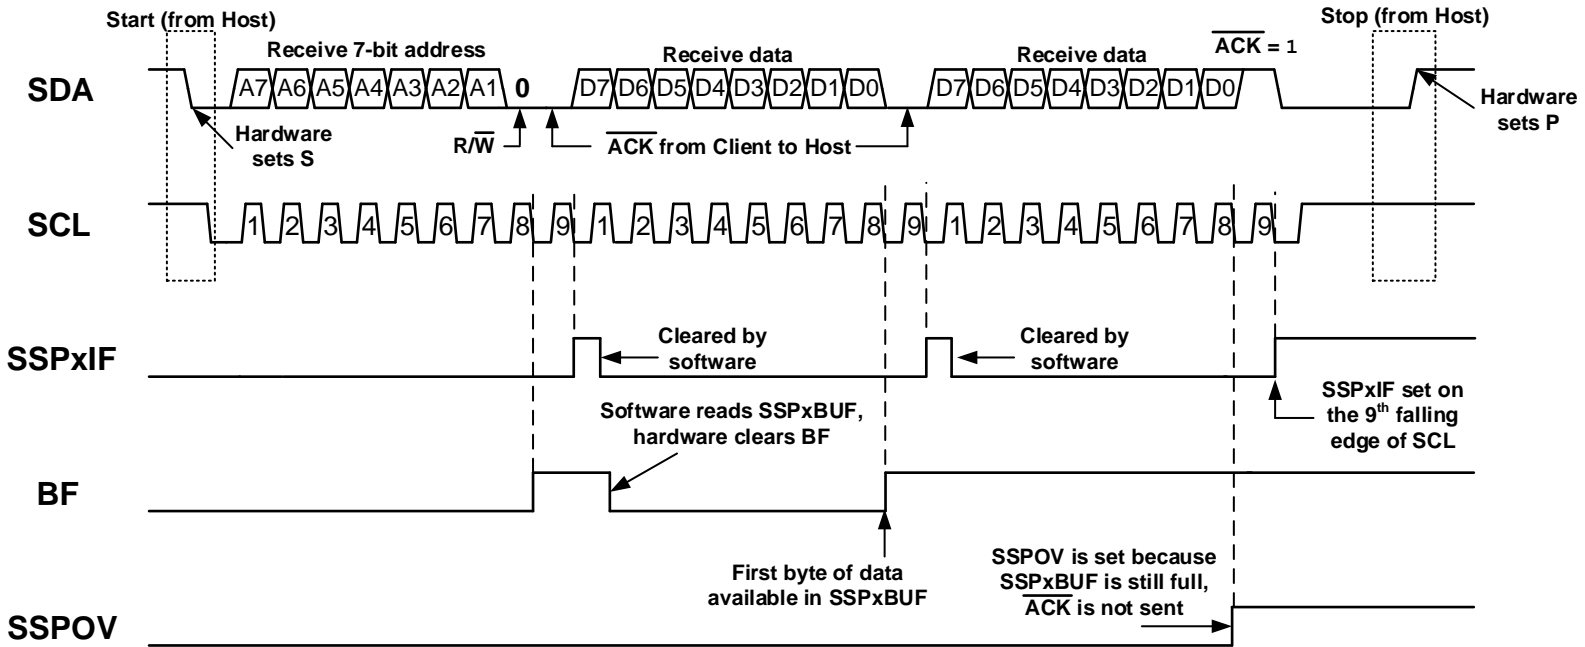 Start (from Host)
Stop (from Host)
Receive 7-bit address
Receive data
Receive data
ACK = 1
SDA
A7 A6 A5 A4 A3 A2 A1 0 D7 D6 D5 D4 D3 D2 D1 D0 D7 D6 D5 D4 D3 D2 D1 D0
Hardware
sets S
R/W
ACK from Client to Host
Hardware
sets P
SCL
1 2 3 4 5 6 7 8 9 1 2 3 4 5 6 7 8 9 1 2 3 4 5 6 7 8 9
SSPxIF
Cleared by
software
Cleared by
software
SSPxIF set on
the 9th falling
edge of SCL
Software reads SSPxBUF,
hardware clears BF
BF
First byte of data
available in SSPxBUF
SSPOV is set because
SSPxBUF is still full,
ACK is not sent
SSPOV